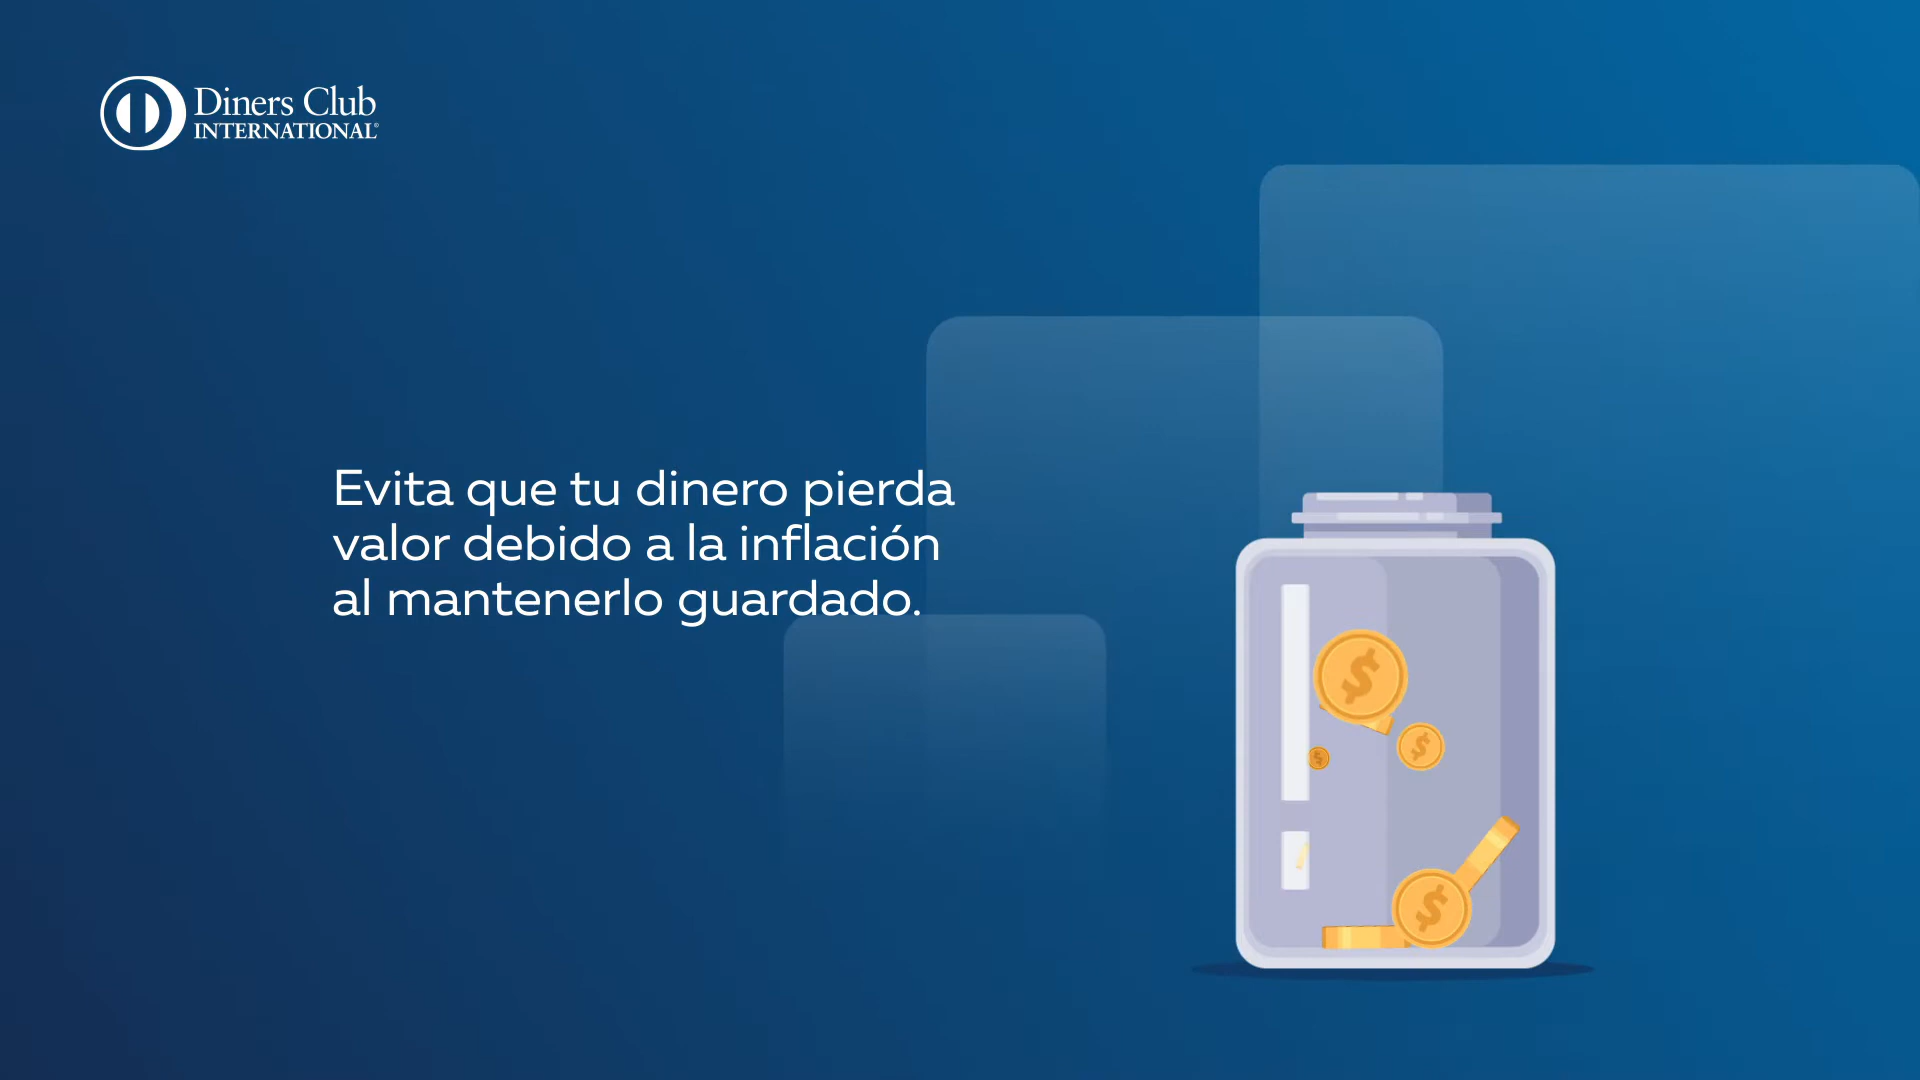 Diners Club
INTERNATIONAL®
Evita que tu dinero pierda
valor debido a la inflación
al mantenerlo guardado.
$
$
$
$